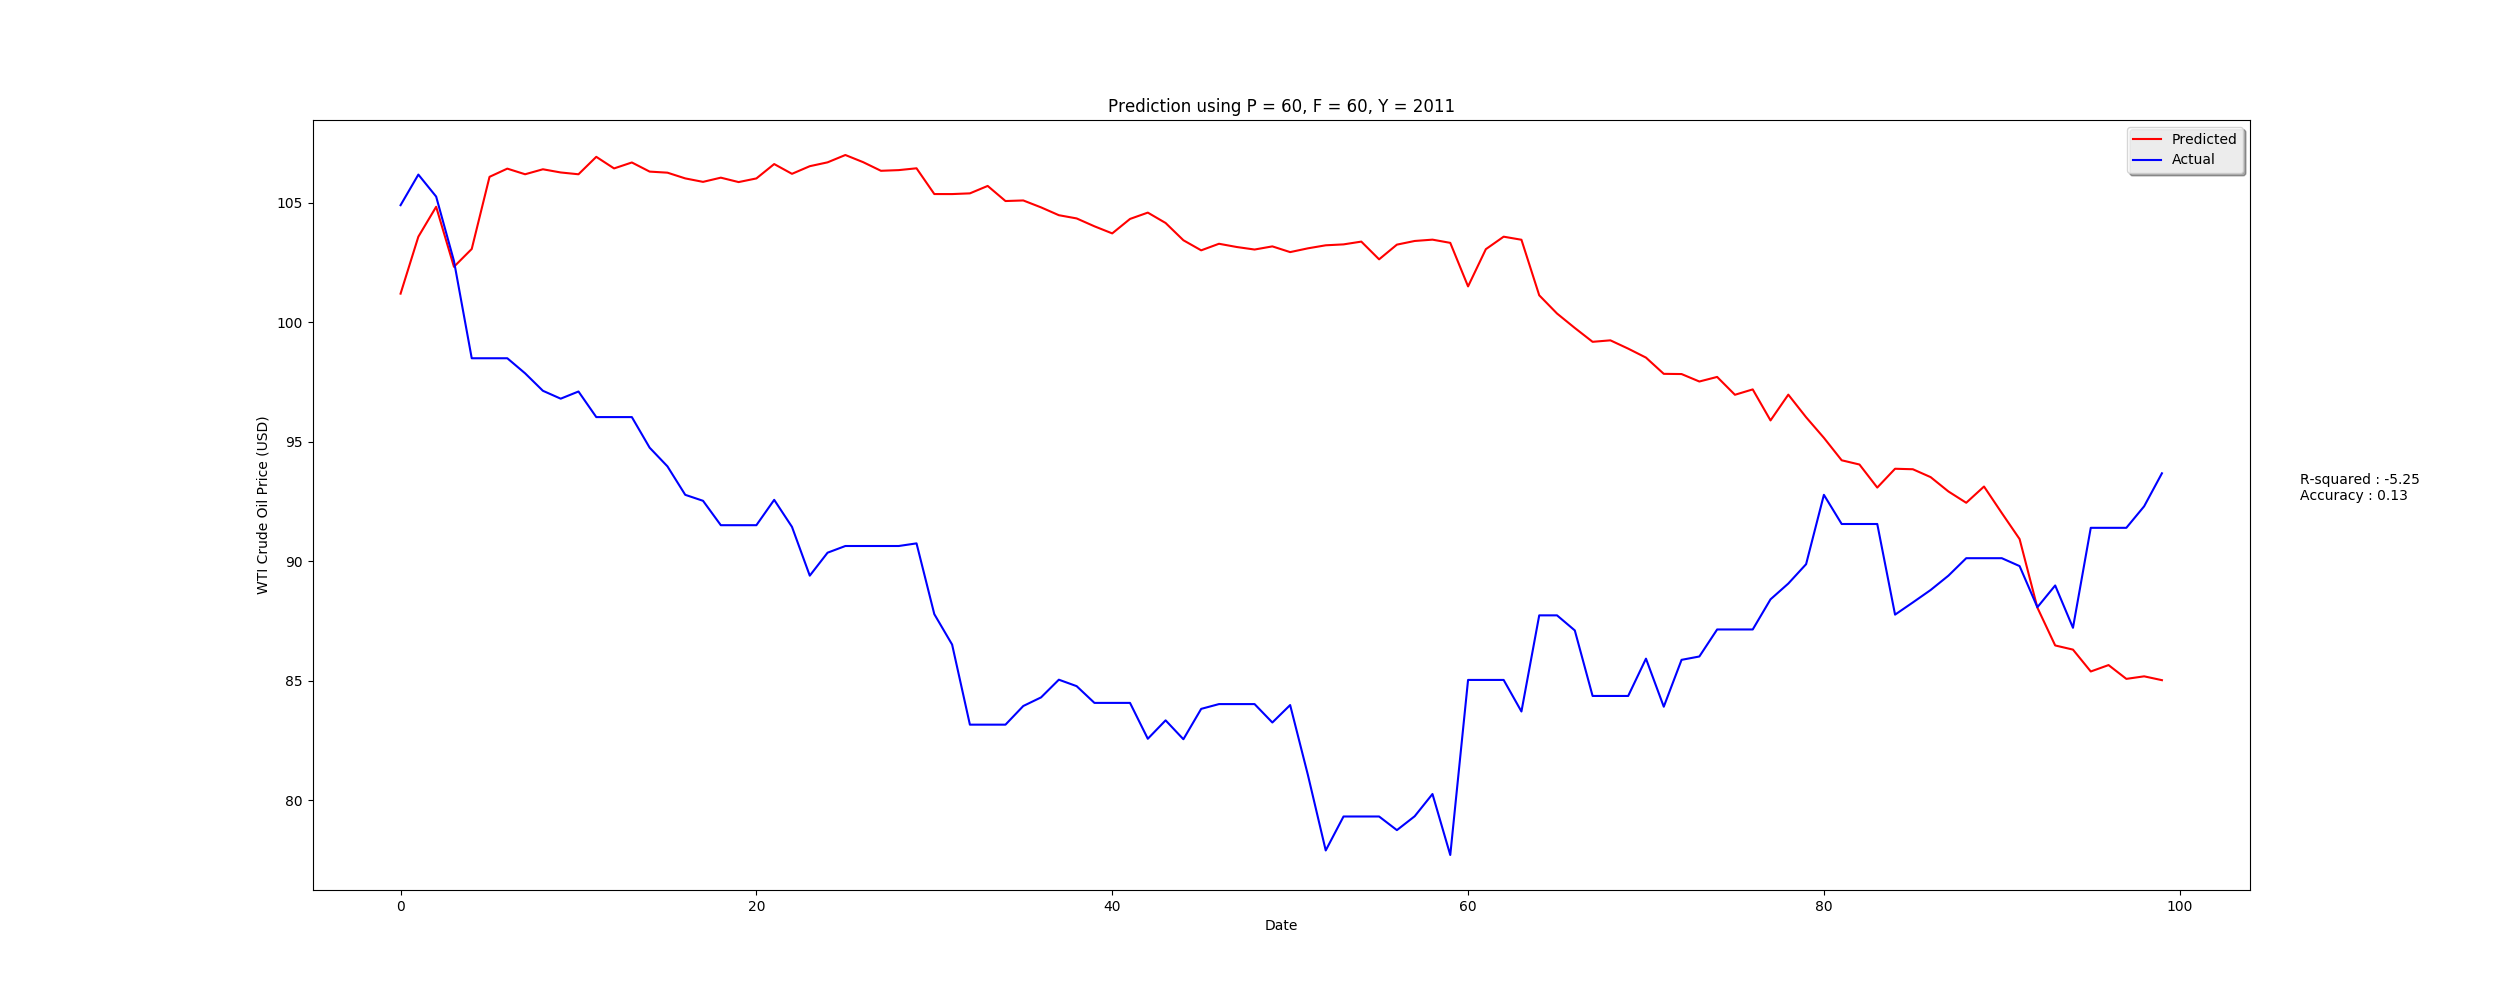 Prediction using P = 60, F = 60, Y = 2011
Predicted
Actual
105
100
95
90
85
80
WTI Crude Oil Price (USD)
R-squared : -5.25
Accuracy : 0.13
0
20
40
60
80
100
Date